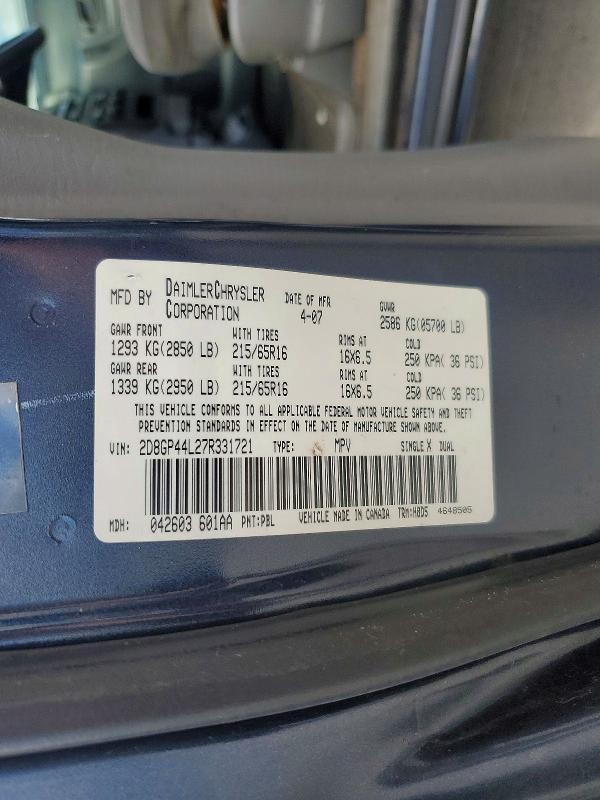 MFD BY DAIMLERCHRYSLER CORPORATION DATE OF MFR 4-07 GVWR 2586 KG(05700 LB)
GAWR FRONT WITH TIRES RIMS AT COLD
1293 KG(2850 LB) 215/65R16 16X6.5 250 KPA( 36 PSI)
GAWR REAR WITH TIRES RIMS AT COLD
1339 KG(2950 LB) 215/65R16 16X6.5 250 KPA( 36 PSI)
THIS VEHICLE CONFORMS TO ALL APPLICABLE FEDERAL MOTOR VEHICLE SAFETY AND THEFT
PREVENTION STANDARDS IN EFFECT ON THE DATE OF MANUFACTURE SHOWN ABOVE.
VIN: 2D8GP44L27R331721 TYPE: MPV SINGLE X DUAL
MDH: 042603 601AA PNT:PBL VEHICLE MADE IN CANADA TRM:H8D5 4648505